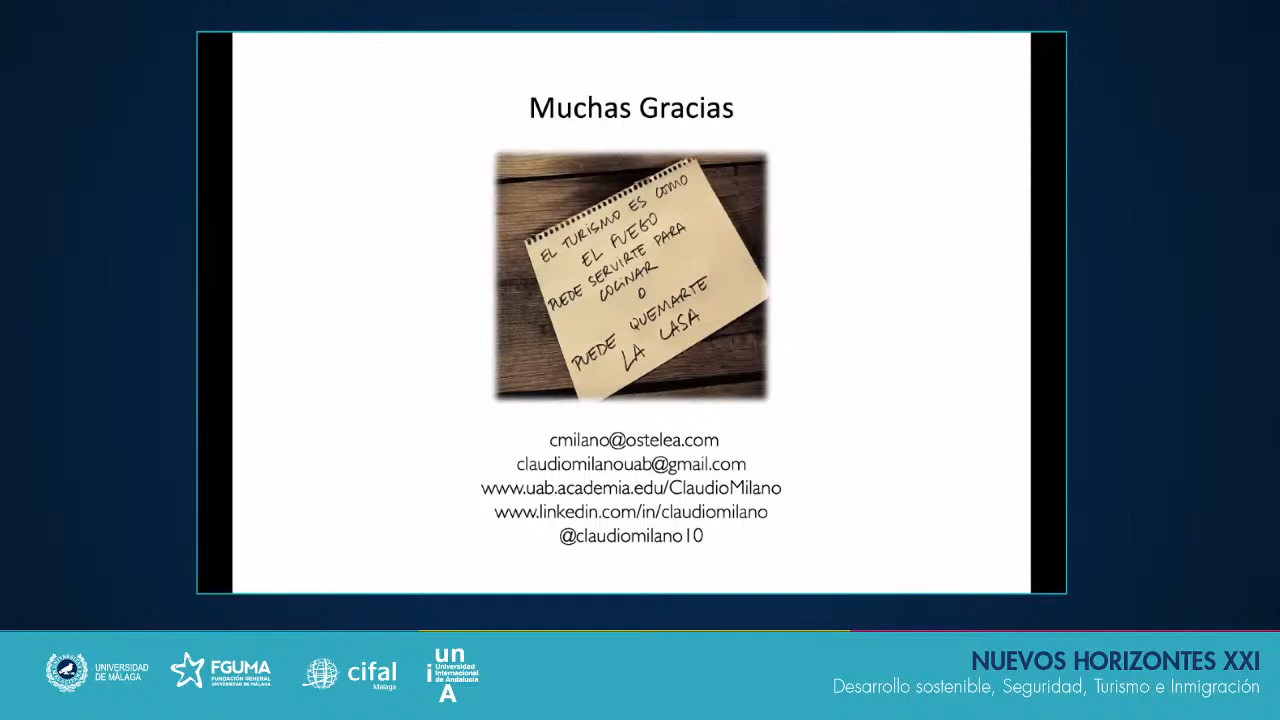 Muchas Gracias
EL TURISMO ES COMO
EL FUEGO
PUEDE SERVIRTE PARA
COCINAR
O
PUEDE QUEMARTE
LA CASA
cmilano@ostelea.com
claudiomilanouab@gmail.com
www.uab.academia.edu/ClaudioMilano
www.linkedin.com/in/claudiomilano
@claudiomilano10
UNIVERSIDAD
DE MÁLAGA
FGUMA
FUNDACIÓN GENERAL
UNIVERSIDAD DE MÁLAGA
cifal
Malaga
un
i
Universidad
Internacional
de Andalucía
A
NUEVOS HORIZONTES XXI
Desarrollo sostenible, Seguridad, Turismo e Inmigración